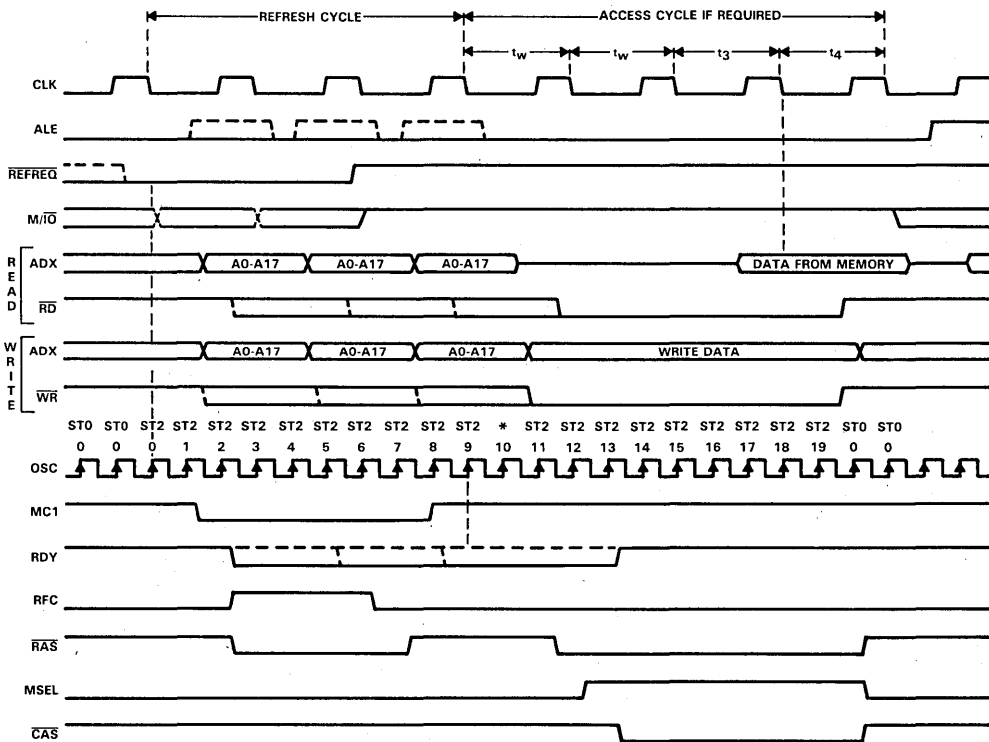 REFRESH CYCLE ACCESS CYCLE IF REQUIRED
tw tw t3 t4
CLK
ALE
REFREQ
M/IO
READ
ADX A0-A17 A0-A17 A0-A17 DATA FROM MEMORY
RD
WRITE
ADX A0-A17 A0-A17 A0-A17 WRITE DATA
WR
ST0 ST0 ST2 ST2 ST2 ST2 ST2 ST2 ST2 ST2 ST2 ST2 * ST2 ST2 ST2 ST2 ST2 ST2 ST2 ST2 ST2 ST0 ST0
0 0 0 1 2 3 4 5 6 7 8 9 10 11 12 13 14 15 16 17 18 19 0 0
OSC
MC1
RDY
RFC
RAS
MSEL
CAS